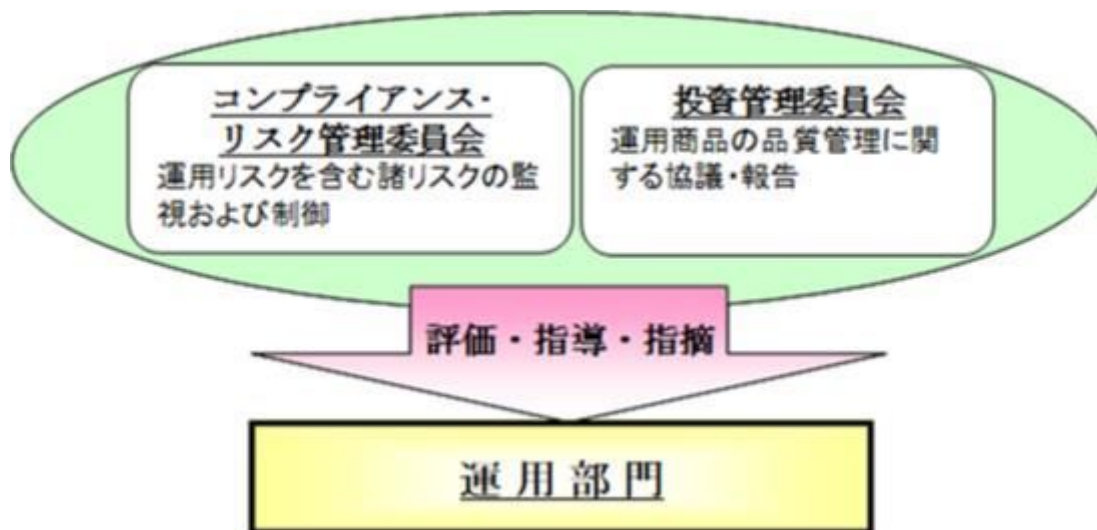 コンプライアンス・
リスク管理委員会
運用リスクを含む諸リスクの監
視および制御
投資管理委員会
運用商品の品質管理に関
する協議・報告
評価・指導・指摘
運用部門